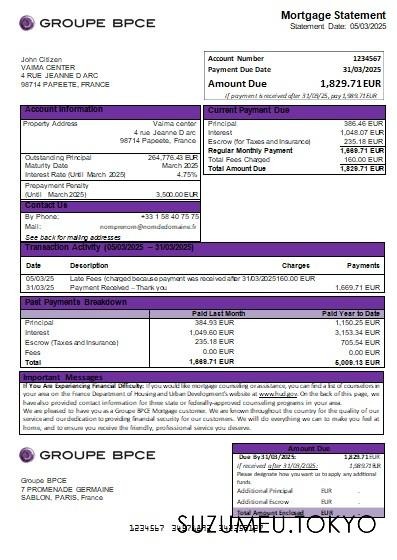 GROUPE BPCE
Mortgage Statement
Statement Date: 05/03/2025
John Citizen
VAIMA CENTER
4 RUE JEANNE D ARC
98714 PAPEETE, FRANCE
Account Number 1234567
Payment Due Date 31/03/2025
Amount Due 1,829.71 EUR
If payment is received after 31/03/25, pay 1,989.71EUR
Account Information
Property Address Vaima center
4 rue Jeanne D arc
98714 Papeete, France
Outstanding Principal 264,776.43 EUR
Maturity Date March 2025
Interest Rate (Until March 2025) 4.75%
Prepayment Penalty
(Until March 2025) 3,500.00 EUR
Contact Us
By Phone: +33 1 58 40 75 75
Mail: nomprenom@nomdedomaine.fr
See back for mailing addresses
Current Payment Due
Principal 386.46 EUR
Interest 1,048.07 EUR
Escrow (for Taxes and Insurance) 235.18 EUR
Regular Monthly Payment 1,669.71 EUR
Total Fees Charged 160.00 EUR
Total Amount Due 1,829.71 EUR
Transaction Activity (05/03/2025 – 31/03/2025)
Date Description Charges Payments
05/03/25 Late Fees (charged because payment was received after 31/03/2025160.00 EUR
31/03/25 Payment Received – Thank you 1,669.71 EUR
Past Payments Breakdown
Paid Last Month Paid Year to Date
Principal 384.93 EUR 1,150.25 EUR
Interest 1,049.60 EUR 3,153.34 EUR
Escrow (Taxes and Insurance) 235.18 EUR 705.54 EUR
Fees 0.00 EUR 0.00 EUR
Total 1,669.71 EUR 5,009.13 EUR
Important Messages
If You Are Experiencing Financial Difficulty: If you would like mortgage counseling or assistance, you can find a list of counselors in
your area on the France Department of Housing and Urban Development's website at www.hud.gov. On the back of this page, we
have also provided contact information for three state or federally-approved counseling programs in your area.
We are pleased to have you as a Groupe BPCE Mortgage customer. We are known throughout the country for the quality of our
service and our dedication to providing financial security for our customers. We will do everything we can to make you feel at
home, and to ensure you receive the friendly, professional service you deserve.
GROUPE BPCE
Groupe BPCE
7 PROMENADE GERMAINE
SABLON, PARIS, France
Amount Due
Due By 31/03/2025: 1,829.71 EUR
If received after 31/03/2025: 1,989.71EUR
Please designate how you want us to apply any additional
funds.
Additional Principal EUR .
Additional Escrow EUR .
Total Amount Enclosed EUR .
1234567
SUZUMEU.TOKYO